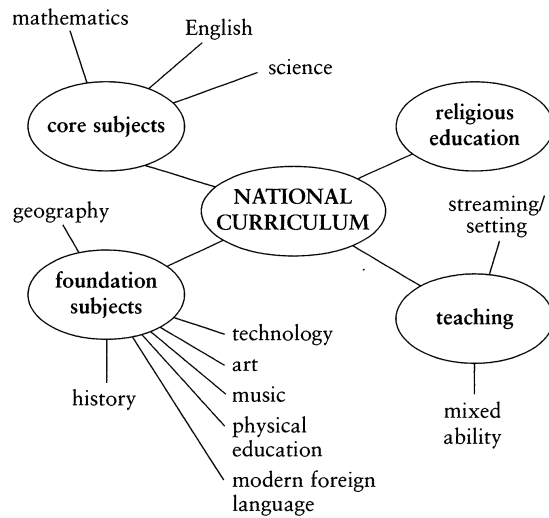 mathematics
English
science
core subjects
religious
education
NATIONAL
CURRICULUM
geography
streaming/
setting
foundation
subjects
teaching
technology
art
music
history
physical
education
mixed
ability
modern foreign
language